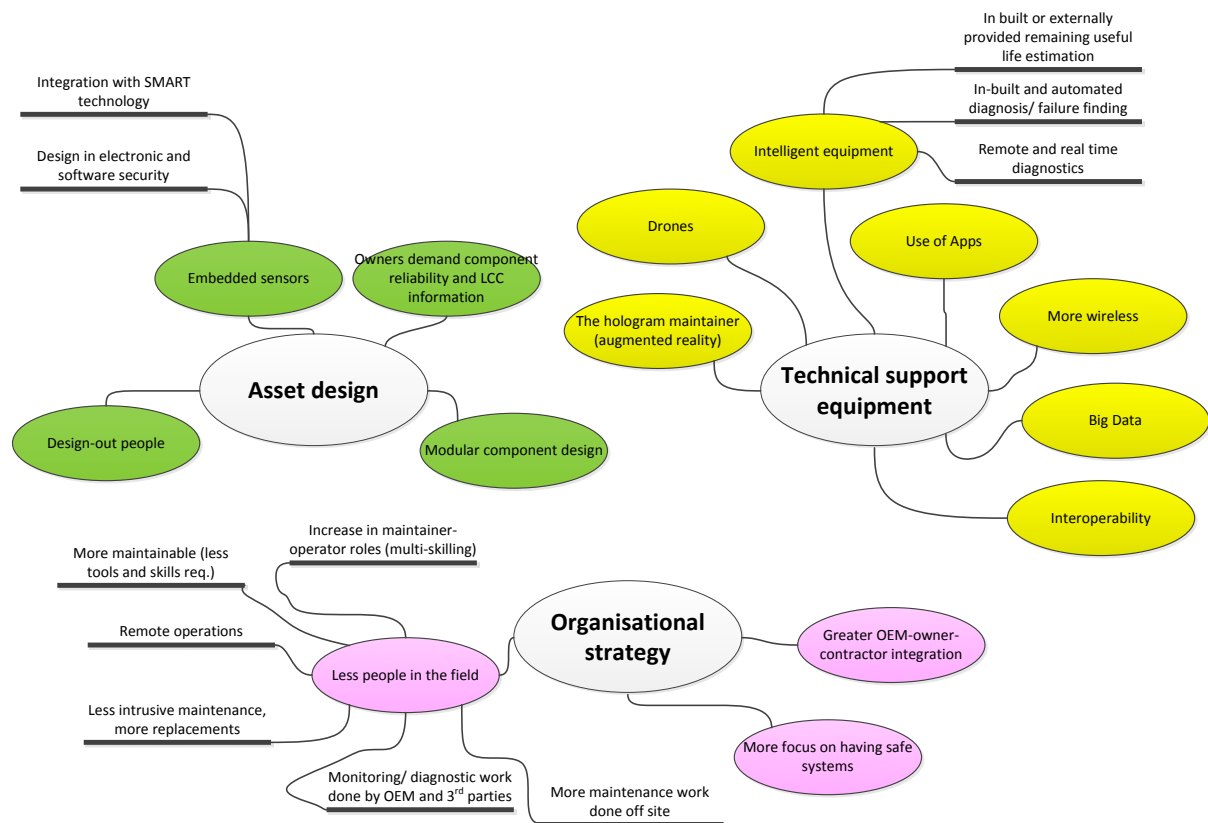 In built or externally
provided remaining useful
life estimation
Integration with SMART
technology
In-built and automated
diagnosis/ failure finding
Design in electronic and
software security
Intelligent equipment
Remote and real time
diagnostics
Drones
Use of Apps
Embedded sensors
Owners demand component
reliability and LCC
information
The hologram maintainer
(augmented reality)
More wireless
Asset design
Technical support
equipment
Design-out people
Modular component design
Big Data
Interoperability
Increase in maintainer-
operator roles (multi-skilling)
More maintainable (less
tools and skills req.)
Remote operations
Organisational
strategy
Greater OEM-owner-
contractor integration
Less people in the field
Less intrusive maintenance,
more replacements
More focus on having safe
systems
Monitoring/ diagnostic work
done by OEM and 3rd parties
More maintenance work
done off site